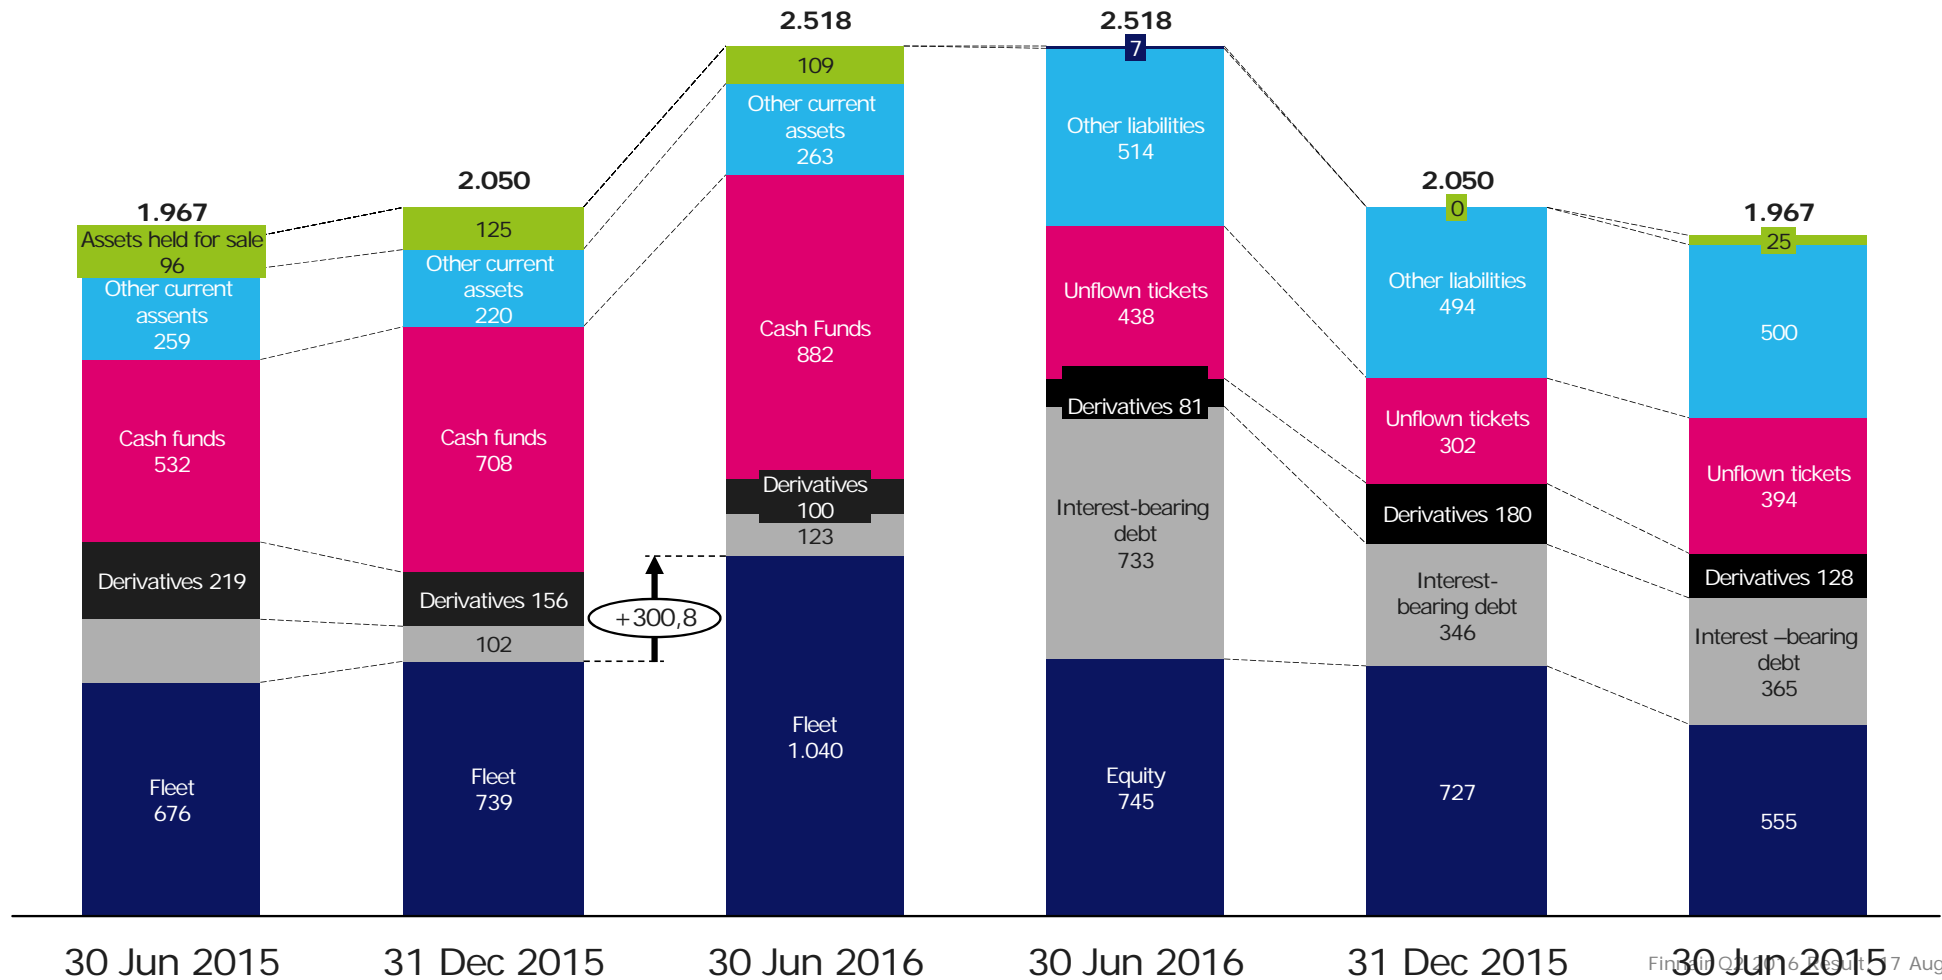 1.967
Assets held for sale
96
Other current
assents
259
Cash funds
532
Derivatives 219
Fleet
676
30 Jun 2015
2.050
125
Other current
assets
220
Cash funds
708
Derivatives 156
102
Fleet
739
31 Dec 2015
+300,8
2.518
109
Other current
assets
263
Cash Funds
882
Derivatives
100
123
Fleet
1.040
30 Jun 2016
2.518
7
Other liabilities
514
Unflown tickets
438
Derivatives 81
Interest-bearing
debt
733
Equity
745
30 Jun 2016
2.050
0
Other liabilities
494
Unflown tickets
302
Derivatives 180
Interest-
bearing debt
346
727
31 Dec 2015
1.967
25
500
Unflown tickets
394
Derivatives 128
Interest –bearing
debt
365
555
30 Jun 2015
Finnair Q2 2016 Result 17 Aug